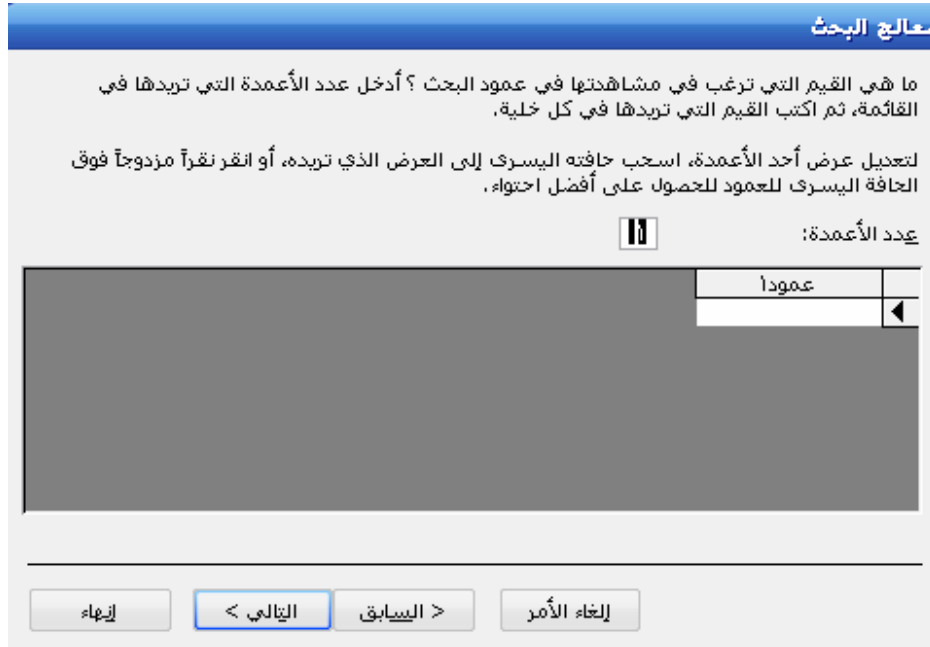 معالج البحث
ما هي القيم التي ترغب في مشاهدتها في عمود البحث ؟ أدخل عدد الأعمدة التي تريدها في
القائمة، ثم اكتب القيم التي تريدها في كل خلية.
لتعديل عرض أحد الأعمدة، اسحب حافته اليسرى إلى العرض الذي تريده، أو انقر نقراً مزدوجاً فوق
الحافة اليسرى للعمود للحصول على أفضل احتواء.
عدد الأعمدة:
عمود1
إلغاء الأمر
< السابق
التالي >
إنهاء